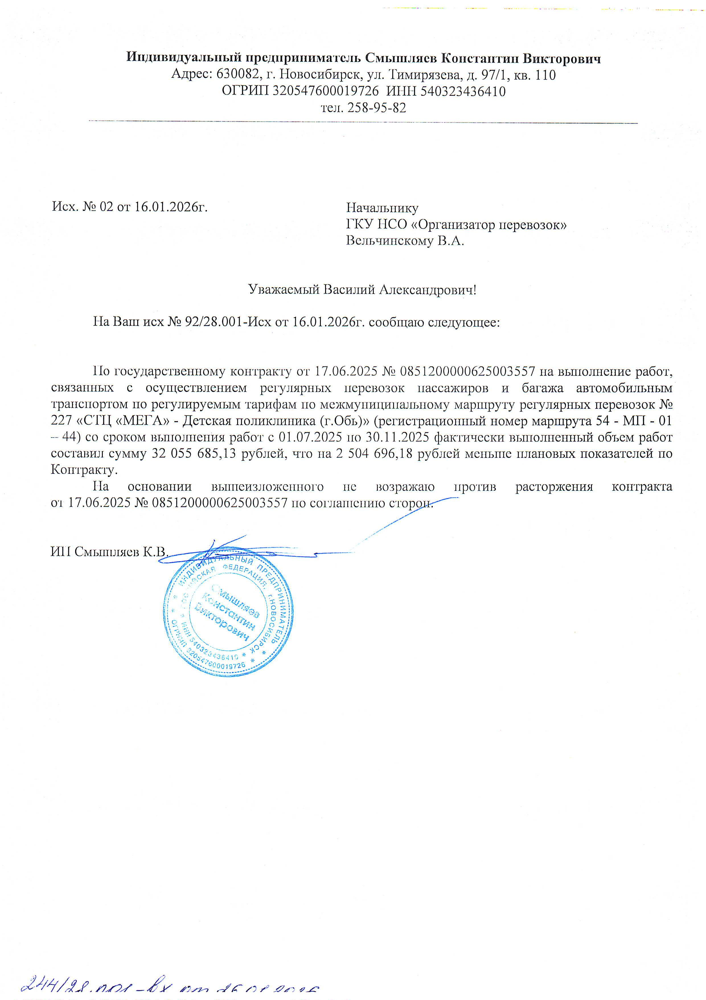 Индивидуальный предприниматель Смышляев Константин Викторович
Адрес: 630082, г. Новосибирск, ул. Тимирязева, д. 97/1, кв. 110
ОГРИП 320547600019726 ИНН 540323436410
тел. 258-95-82
Исх. № 02 от 16.01.2026г.
Начальнику
ГКУ НСО «Организатор перевозок»
Вельчинскому В.А.
Уважаемый Василий Александрович!
На Ваш исх № 92/28.001-Исх от 16.01.2026г. сообщаю следующее:
По государственному контракту от 17.06.2025 № 0851200000625003557 на выполнение работ,
связанных с осуществлением регулярных перевозок пассажиров и багажа автомобильным
транспортом по регулируемым тарифам по межмуниципальному маршруту регулярных перевозок №
227 «СТЦ «МЕГА» - Детская поликлиника (г.Обь)» (регистрационный номер маршрута 54 - МП - 01
– 44) со сроком выполнения работ с 01.07.2025 по 30.11.2025 фактически выполненный объем работ
составил сумму 32 055 685,13 рублей, что на 2 504 696,18 рублей меньше плановых показателей по
Контракту.
На основании вышеизложенного не возражаю против расторжения контракта
от 17.06.2025 № 0851200000625003557 по соглашению сторон.
ИП Смышляев К.В.
* ИНДИВИДУАЛЬНЫЙ ПРЕДПРИНИМАТЕЛЬ *
* ОГРНИП 320547600019726 *
* РОССИЙСКАЯ ФЕДЕРАЦИЯ, г.НОВОСИБИРСК *
ИНН 540323436410
Смышляев
Константин
Викторович
244/28.001-вх от 16.01.2026